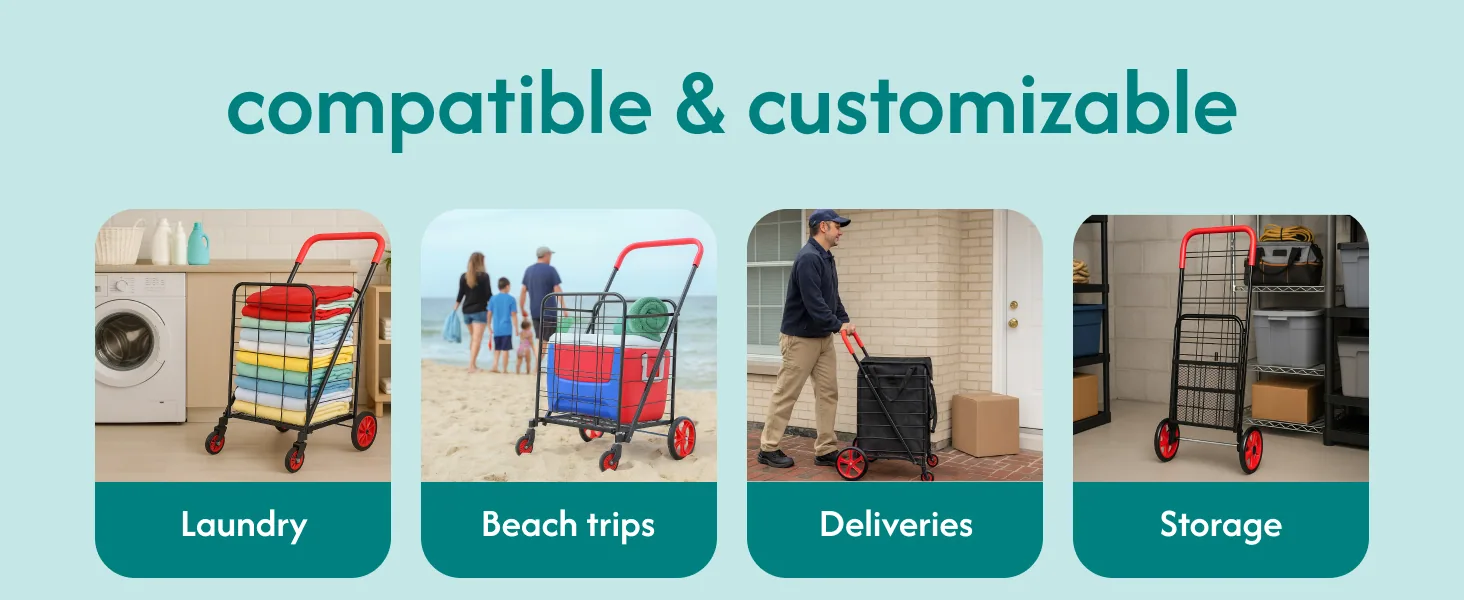 compatible & customizable
Laundry
Beach trips
Deliveries
Storage